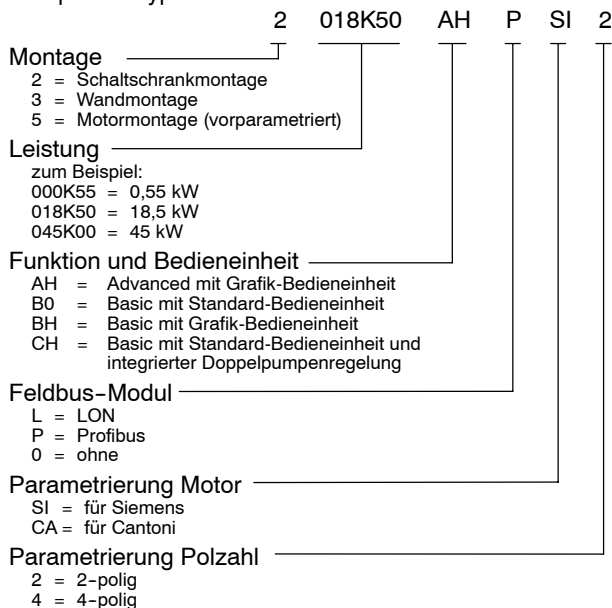 2 018K50 AH P SI 2
Montage
2 = Schaltschrankmontage
3 = Wandmontage
5 = Motormontage (vorparametriert)
Leistung
zum Beispiel:
000K55 = 0,55 kW
018K50 = 18,5 kW
045K00 = 45 kW
Funktion und Bedieneinheit
AH = Advanced mit Grafik-Bedieneinheit
B0 = Basic mit Standard-Bedieneinheit
BH = Basic mit Grafik-Bedieneinheit
CH = Basic mit Standard-Bedieneinheit und
integrierter Doppelpumpenregelung
Feldbus-Modul
L = LON
P = Profibus
0 = ohne
Parametrierung Motor
SI = für Siemens
CA = für Cantoni
Parametrierung Polzahl
2 = 2-polig
4 = 4-polig